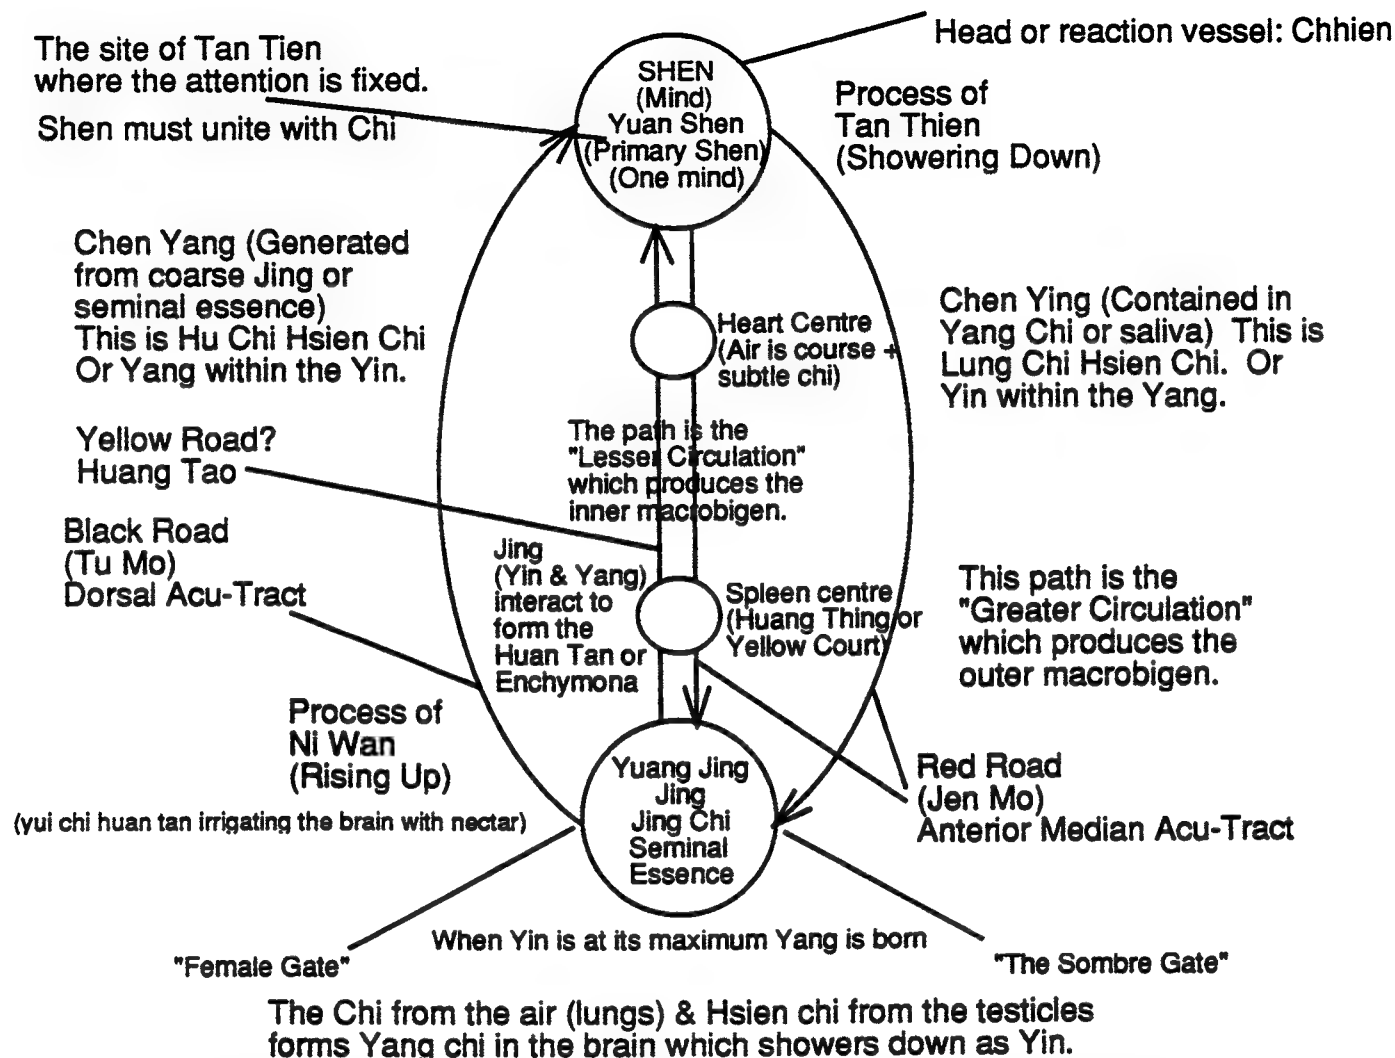 The site of Tan Tien
where the attention is fixed.
Shen must unite with Chi
SHEN
(Mind)
Yuan Shen
(Primary Shen)
(One mind)
Head or reaction vessel: Chhien
Process of
Tan Thien
(Showering Down)
Chen Yang (Generated
from coarse Jing or
seminal essence)
This is Hu Chi Hsien Chi
Or Yang within the Yin.
Heart Centre
(Air is course +
subtle chi)
Chen Ying (Contained in
Yang Chi or saliva) This is
Lung Chi Hsien Chi. Or
Yin within the Yang.
Yellow Road?
Huang Tao
The path is the
"Lesser Circulation"
which produces the
inner macrobigen.
Black Road
(Tu Mo)
Dorsal Acu-Tract
Jing
(Yin & Yang)
interact to
form the
Huan Tan or
Enchymona
Spleen centre
(Huang Thing or
Yellow Court)
This path is the
"Greater Circulation"
which produces the
outer macrobigen.
Process of
Ni Wan
(Rising Up)
(yui chi huan tan irrigating the brain with nectar)
Yuang Jing
Jing
Jing Chi
Seminal
Essence
Red Road
(Jen Mo)
Anterior Median Acu-Tract
"Female Gate"
When Yin is at its maximum Yang is born
"The Sombre Gate"
The Chi from the air (lungs) & Hsien chi from the testicles
forms Yang chi in the brain which showers down as Yin.